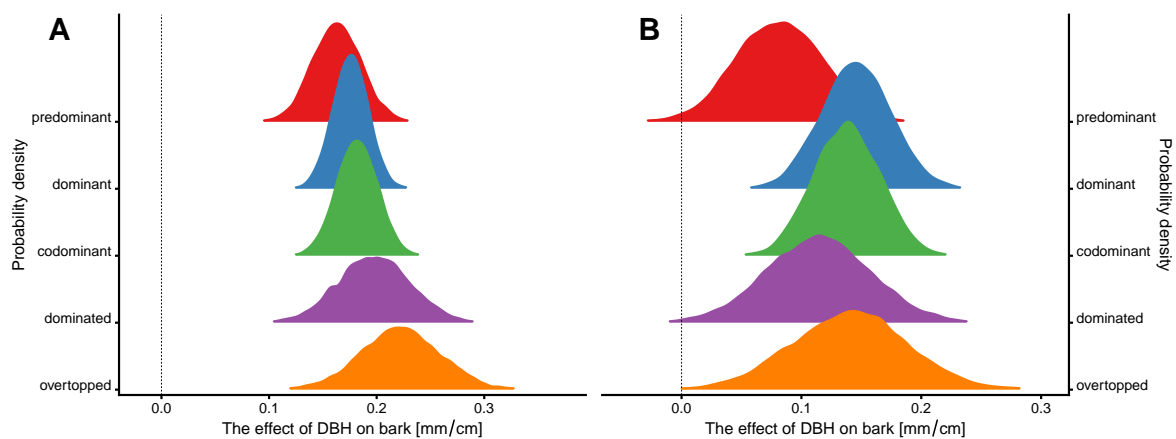 A
Probability density
predominant
dominant
codominant
dominated
overtopped
0.0 0.1 0.2 0.3
The effect of DBH on bark [mm/cm]
B
predominant
dominant
codominant
dominated
overtopped
Probability density
0.0 0.1 0.2 0.3
The effect of DBH on bark [mm/cm]